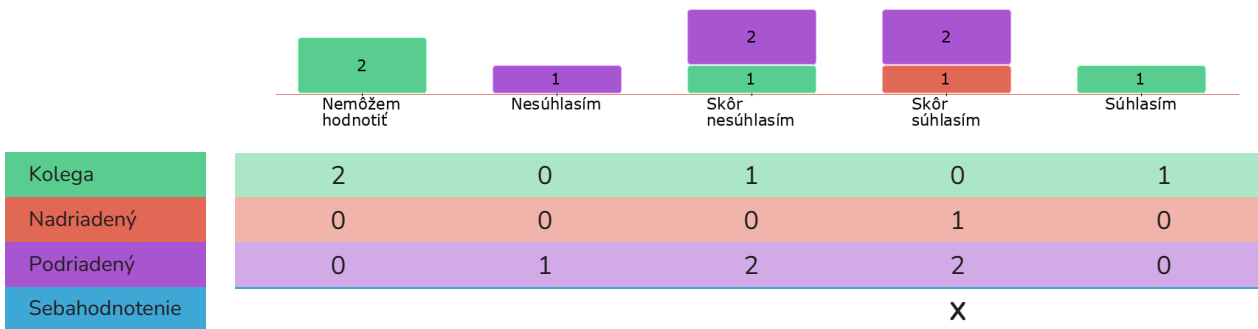 2
1
2
1
2
1
1
Nemôžem
hodnotiť
Nesúhlasím
Skôr
nesúhlasím
Skôr
súhlasím
Súhlasím
Kolega 2 0 1 0 1
Nadriadený 0 0 0 1 0
Podriadený 0 1 2 2 0
Sebahodnotenie x